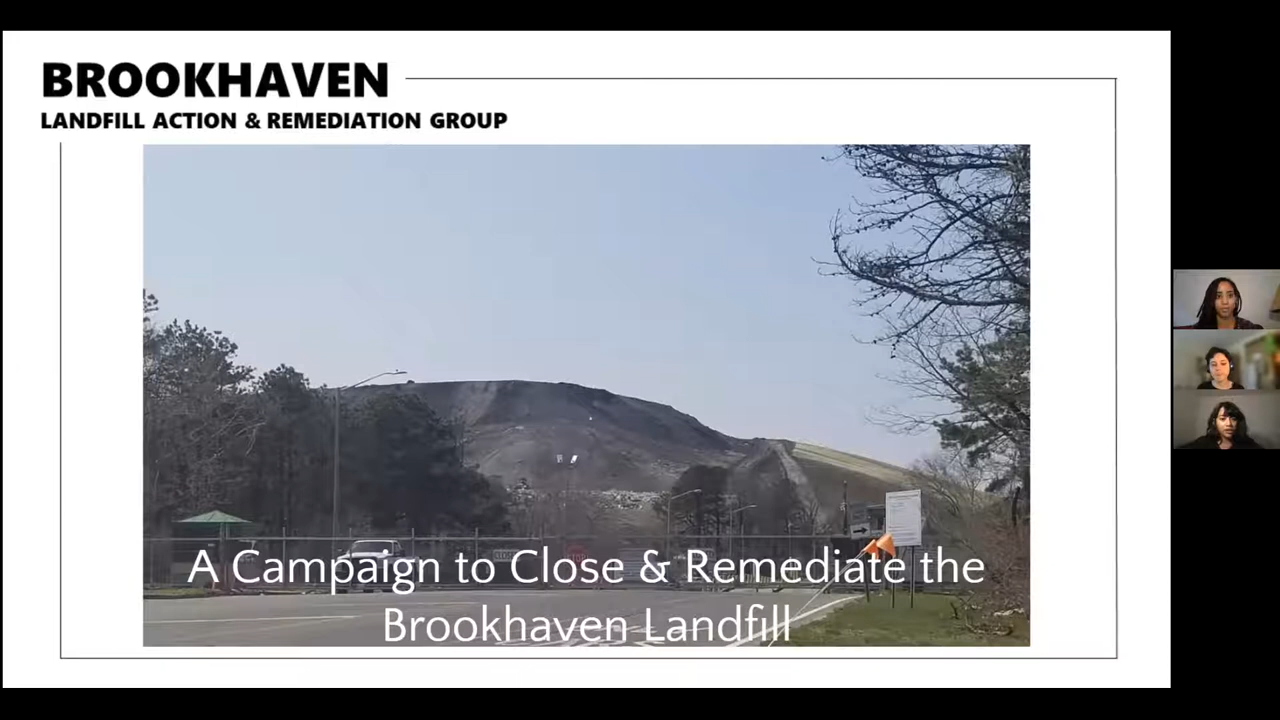 BROOKHAVEN
LANDFILL ACTION & REMEDIATION GROUP
A Campaign to Close & Remediate the
Brookhaven Landfill